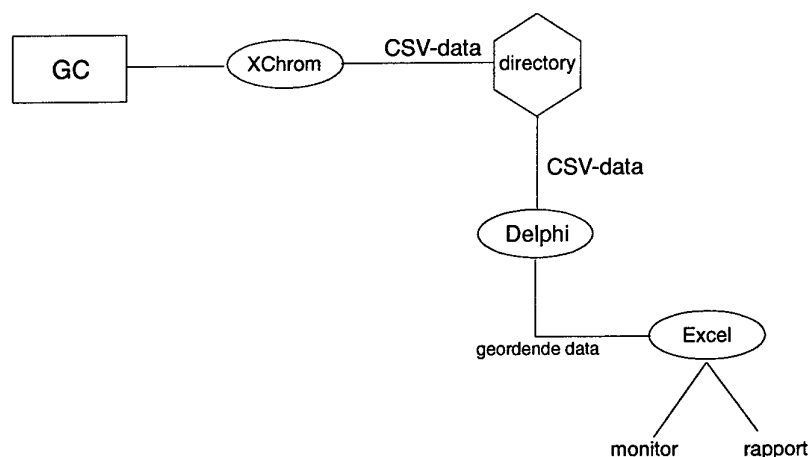 GC
XChrom
CSV-data
directory
CSV-data
Delphi
geordende data
Excel
monitor
rapport